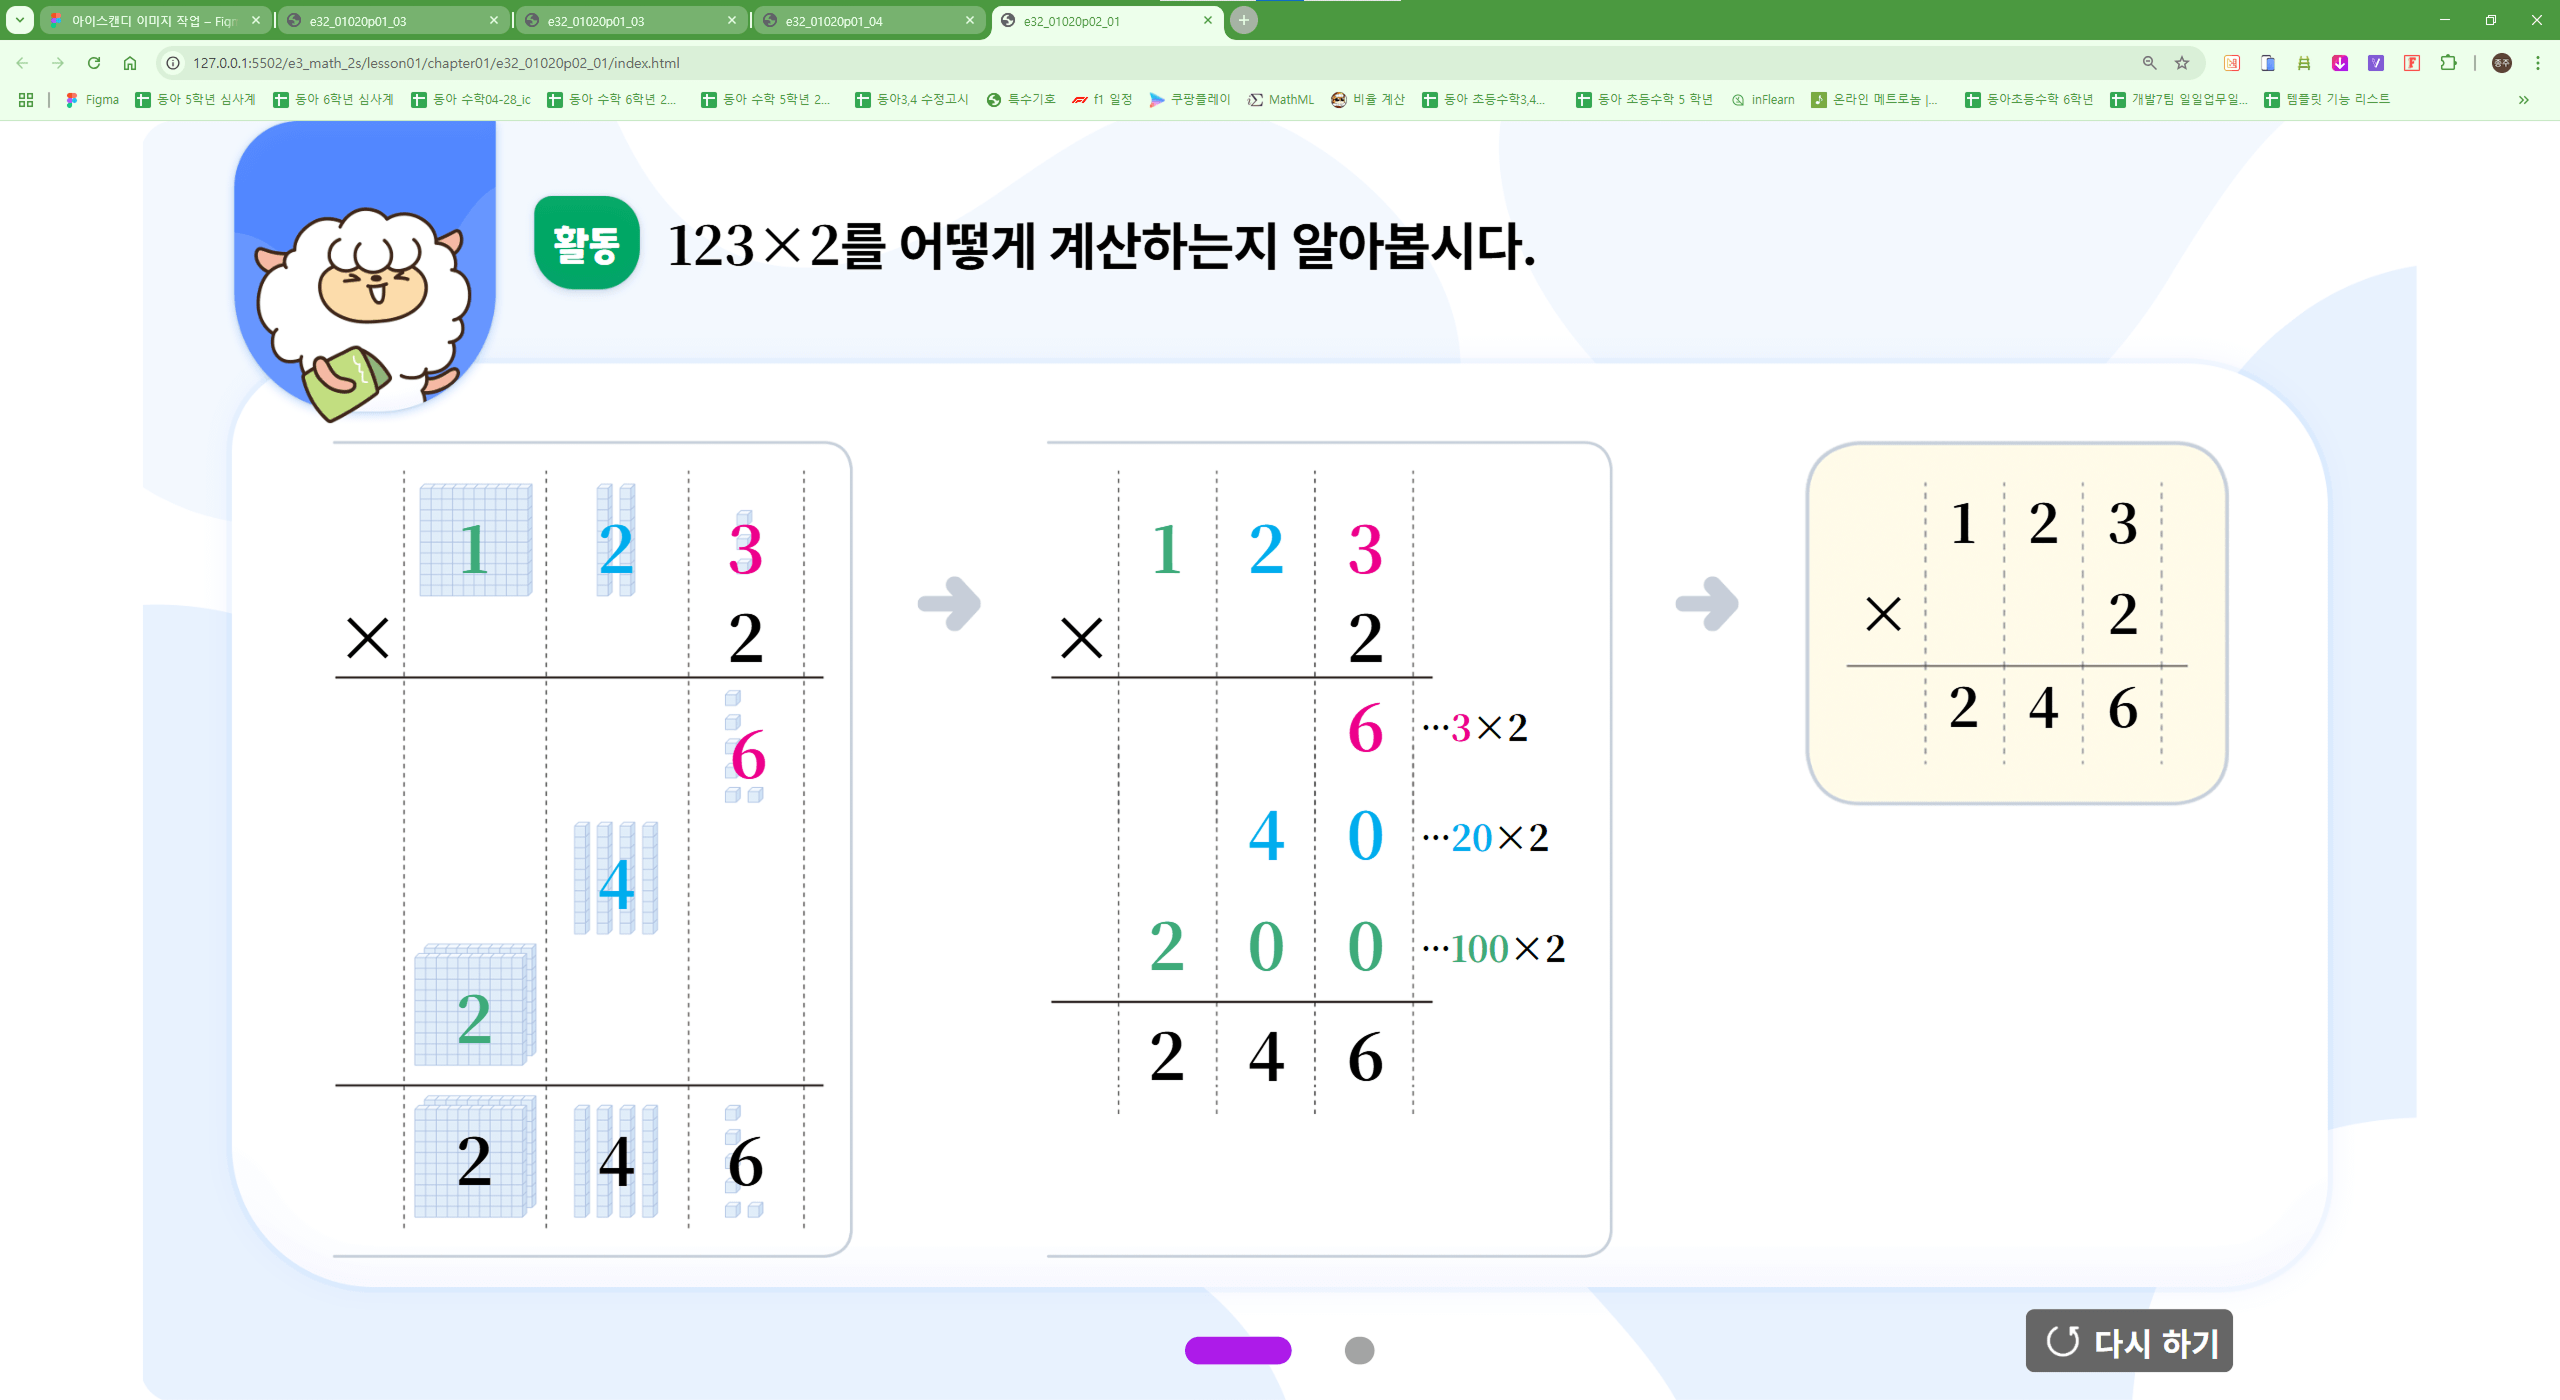 아이스캔디 이미지 작업 – Figm
e32_01020p01_03
e32_01020p01_03
e32_01020p01_04
e32_01020p02_01
127.0.0.1:5502/e3_math_2s/lesson01/chapter01/e32_01020p02_01/index.html
종주
Figma
동아 5학년 심사계
동아 6학년 심사계
동아 수학04-28_ic
동아 수학 6학년 2...
동아 수학 5학년 2...
동아3,4 수정고시
특수기호
f1 일정
쿠팡플레이
MathML
비율 계산
동아 초등수학3,4...
동아 초등수학 5 학년
inFlearn
온라인 메트로놈 |...
동아초등수학 6학년
개발7팀 일일업무일...
템플릿 기능 리스트
활동
123×2를 어떻게 계산하는지 알아봅시다.
1 2 3
× 2
6
4
2
2 4 6
1 2 3
× 2
6 …3×2
4 0 …20×2
2 0 0 …100×2
2 4 6
1 2 3
× 2
2 4 6
다시 하기